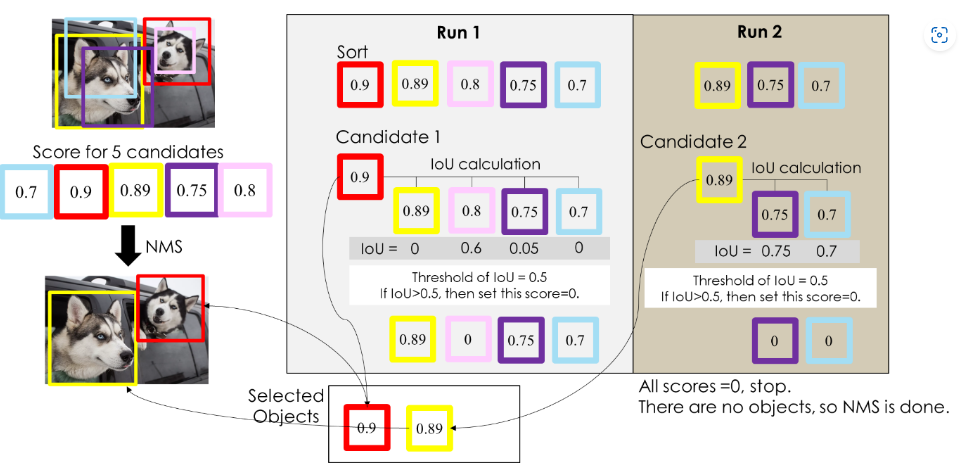 Score for 5 candidates
0.7 0.9 0.89 0.75 0.8
NMS
Run 1
Sort
0.9 0.89 0.8 0.75 0.7
Candidate 1
IoU calculation
0.9
0.89 0.8 0.75 0.7
IoU = 0 0.6 0.05 0
Threshold of IoU = 0.5
If IoU>0.5, then set this score=0.
0.89 0 0.75 0.7
Run 2
0.89 0.75 0.7
Candidate 2
IoU calculation
0.89
0.75 0.7
IoU = 0.75 0.7
Threshold of IoU = 0.5
If IoU>0.5, then set this score=0.
0 0
All scores =0, stop.
There are no objects, so NMS is done.
Selected
Objects
0.9 0.89